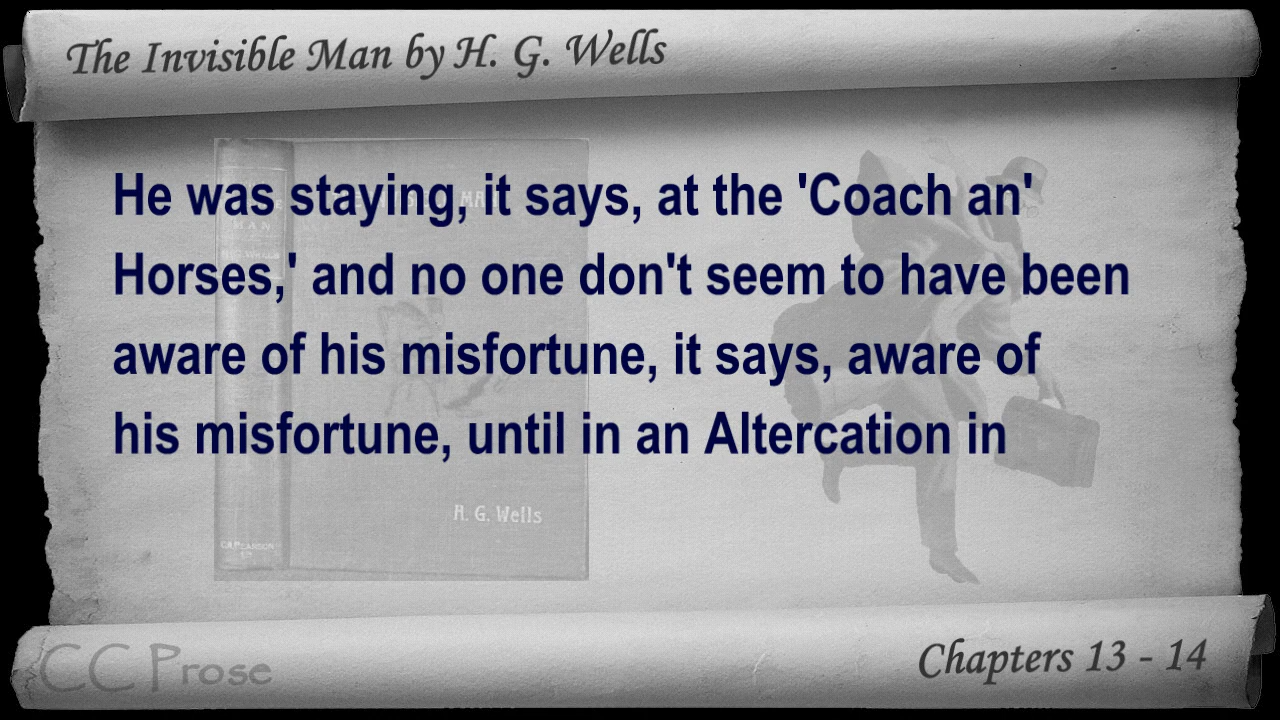 The Invisible Man by H. G. Wells
He was staying, it says, at the 'Coach an'
Horses,' and no one don't seem to have been
aware of his misfortune, it says, aware of
his misfortune, until in an Altercation in
H. G. Wells
CC Prose
Chapters 13 - 14